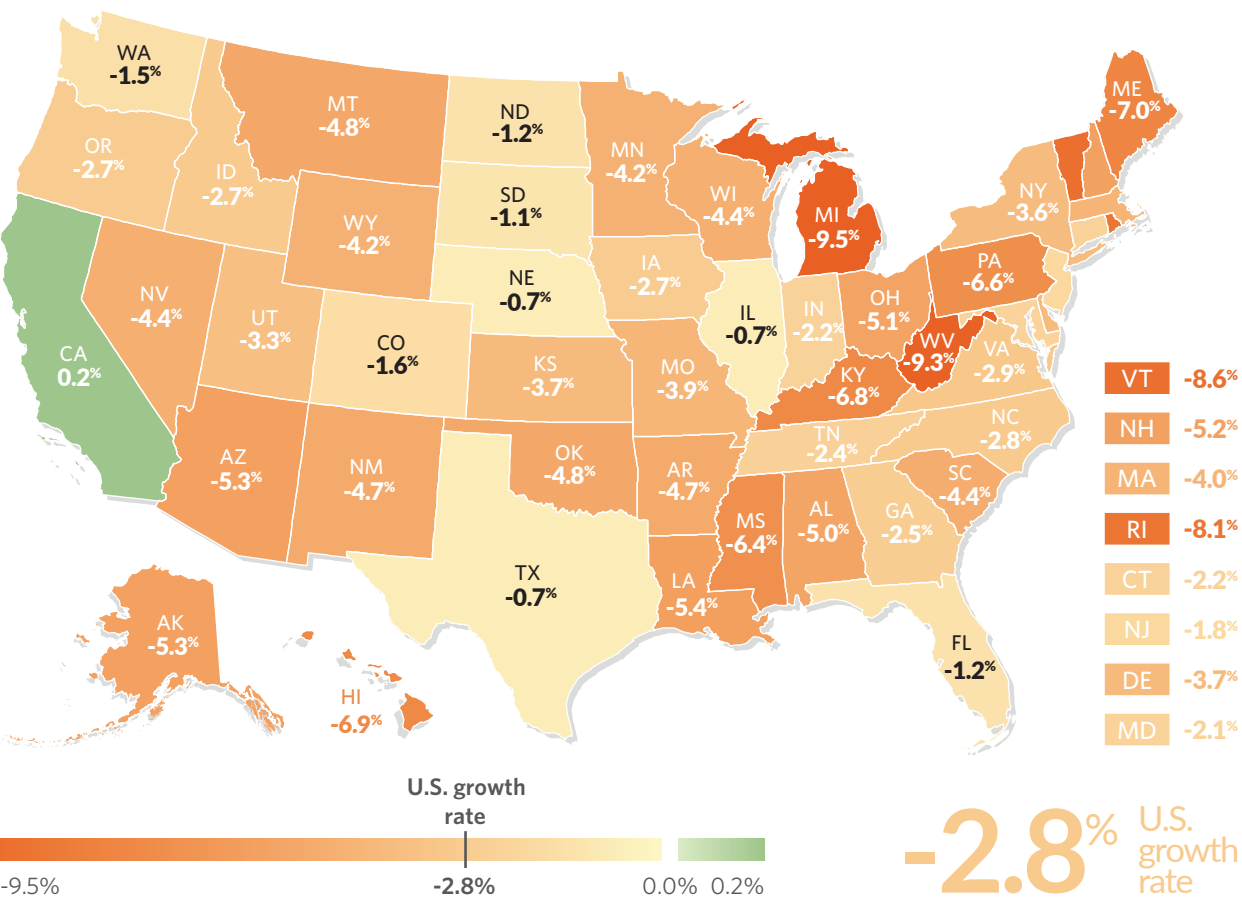 WA
-1.5%
OR
-2.7%
ID
-2.7%
MT
-4.8%
ND
-1.2%
MN
-4.2%
SD
-1.1%
WI
-4.4%
MI
-9.5%
ME
-7.0%
NY
-3.6%
WY
-4.2%
NE
-0.7%
IA
-2.7%
PA
-6.6%
NV
-4.4%
UT
-3.3%
CO
-1.6%
IL
-0.7%
IN
-2.2%
OH
-5.1%
WV
-9.3%
VA
-2.9%
CA
0.2%
KS
-3.7%
MO
-3.9%
KY
-6.8%
NC
-2.8%
TN
-2.4%
AZ
-5.3%
NM
-4.7%
OK
-4.8%
AR
-4.7%
SC
-4.4%
MS
-6.4%
AL
-5.0%
GA
-2.5%
TX
-0.7%
LA
-5.4%
FL
-1.2%
AK
-5.3%
HI
-6.9%
VT -8.6%
NH -5.2%
MA -4.0%
RI -8.1%
CT -2.2%
NJ -1.8%
DE -3.7%
MD -2.1%
U.S. growth
rate
-9.5% -2.8% 0.0% 0.2%
-2.8%
U.S.
growth
rate